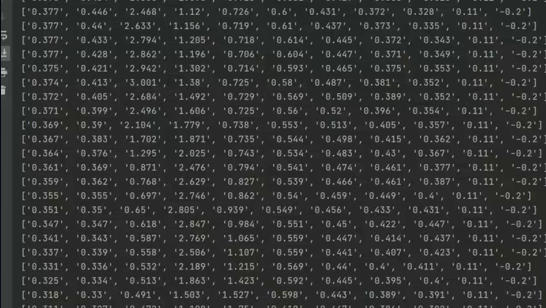 ['0.377', '0.446', '2.468', '1.12', '0.726', '0.6', '0.431', '0.372', '0.328', '0.11', '-0.2']
['0.377', '0.44', '2.633', '1.156', '0.719', '0.61', '0.437', '0.373', '0.335', '0.11', '-0.2']
['0.377', '0.433', '2.794', '1.205', '0.718', '0.614', '0.445', '0.372', '0.343', '0.11', '-0.2']
['0.377', '0.428', '2.862', '1.196', '0.706', '0.604', '0.447', '0.371', '0.349', '0.11', '-0.2']
['0.375', '0.421', '2.942', '1.302', '0.714', '0.593', '0.465', '0.375', '0.353', '0.11', '-0.2']
['0.374', '0.413', '3.001', '1.38', '0.725', '0.58', '0.487', '0.381', '0.352', '0.11', '-0.2']
['0.372', '0.405', '2.684', '1.492', '0.729', '0.569', '0.509', '0.389', '0.352', '0.11', '-0.2']
['0.371', '0.399', '2.496', '1.606', '0.725', '0.56', '0.52', '0.396', '0.354', '0.11', '-0.2']
['0.369', '0.39', '2.104', '1.779', '0.738', '0.553', '0.513', '0.405', '0.357', '0.11', '-0.2']
['0.367', '0.383', '1.702', '1.871', '0.735', '0.544', '0.498', '0.415', '0.362', '0.11', '-0.2']
['0.364', '0.376', '1.295', '2.025', '0.743', '0.534', '0.483', '0.43', '0.367', '0.11', '-0.2']
['0.361', '0.369', '0.871', '2.476', '0.794', '0.541', '0.474', '0.461', '0.377', '0.11', '-0.2']
['0.359', '0.362', '0.768', '2.629', '0.827', '0.539', '0.466', '0.461', '0.387', '0.11', '-0.2']
['0.355', '0.355', '0.697', '2.746', '0.862', '0.54', '0.459', '0.449', '0.4', '0.11', '-0.2']
['0.351', '0.35', '0.65', '2.805', '0.939', '0.549', '0.456', '0.433', '0.431', '0.11', '-0.2']
['0.347', '0.347', '0.618', '2.847', '0.984', '0.551', '0.45', '0.422', '0.447', '0.11', '-0.2']
['0.341', '0.343', '0.587', '2.769', '1.065', '0.559', '0.447', '0.414', '0.437', '0.11', '-0.2']
['0.337', '0.339', '0.558', '2.506', '1.107', '0.559', '0.441', '0.407', '0.423', '0.11', '-0.2']
['0.331', '0.336', '0.532', '2.189', '1.215', '0.569', '0.44', '0.4', '0.411', '0.11', '-0.2']
['0.325', '0.334', '0.513', '1.863', '1.423', '0.592', '0.445', '0.395', '0.4', '0.11', '-0.2']
['0.318', '0.33', '0.491', '1.503', '1.527', '0.598', '0.443', '0.389', '0.391', '0.11', '-0.2']